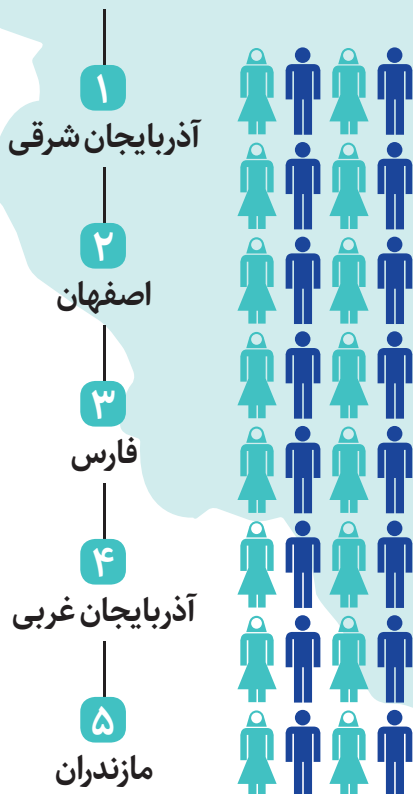 ۱
آذربایجان شرقی
۲
اصفهان
۳
فارس
۴
آذربایجان غربی
۵
مازندران